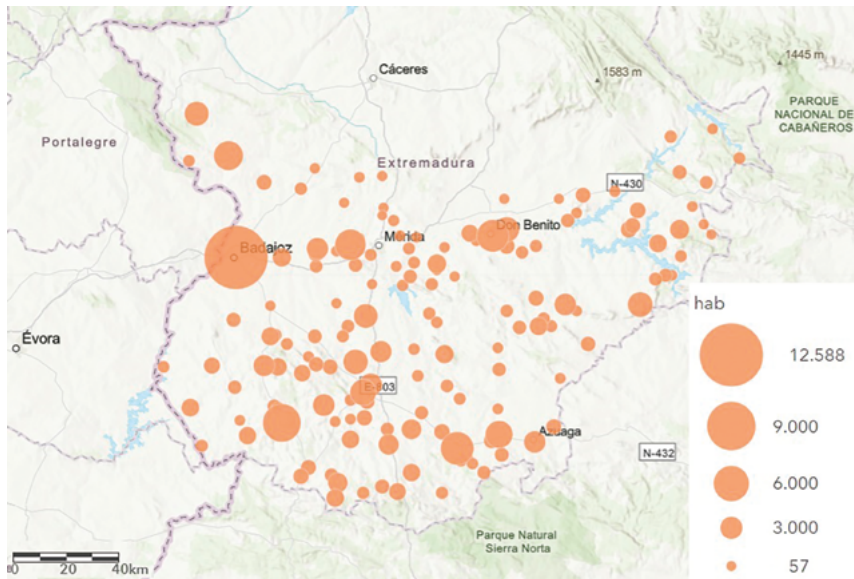 Cáceres
1583 m
1445 m
PARQUE
NACIONAL DE
CABAÑEROS
Portalegre
Extremadura
N-430
Don Benito
Mérida
Badajoz
Évora
E-803
Azuaga
N-432
Parque Natural
Sierra Norta
0 20 40km
hab
12.588
9.000
6.000
3.000
57